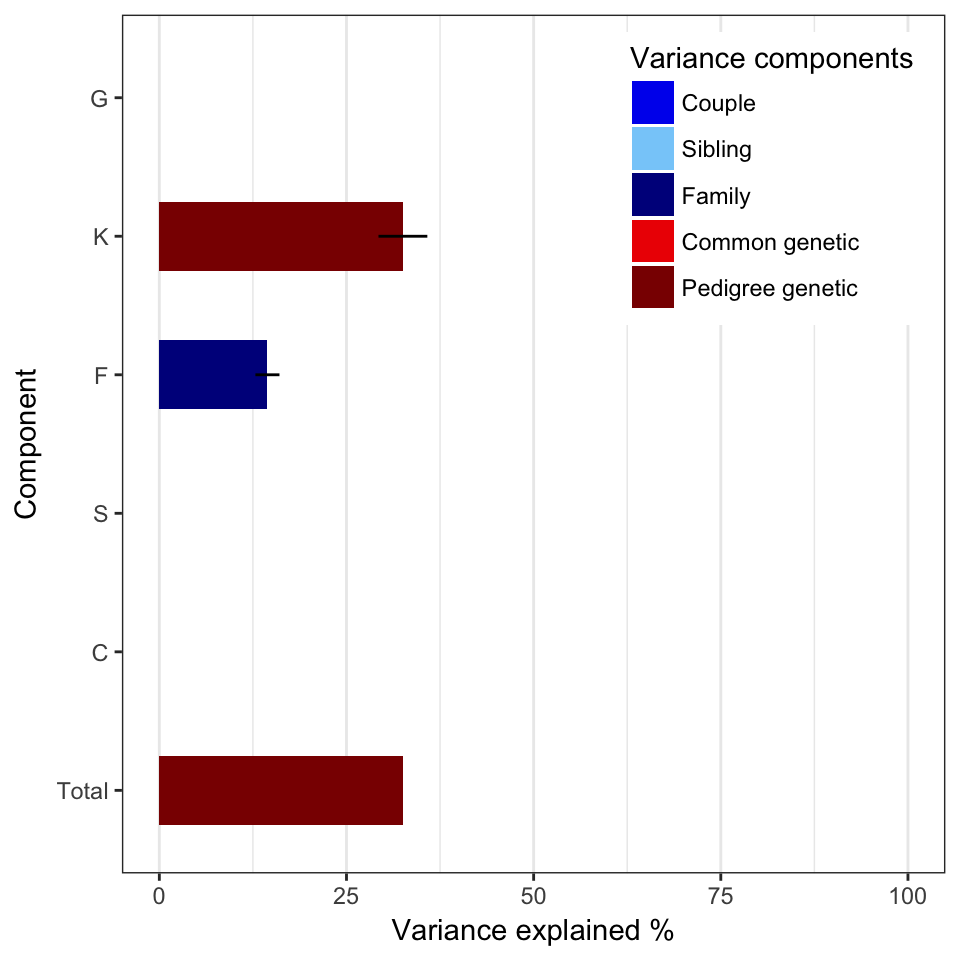 Variance components
Couple
Sibling
Family
Common genetic
Pedigree genetic
G
K
F
S
C
Total
Component
0 25 50 75 100
Variance explained %